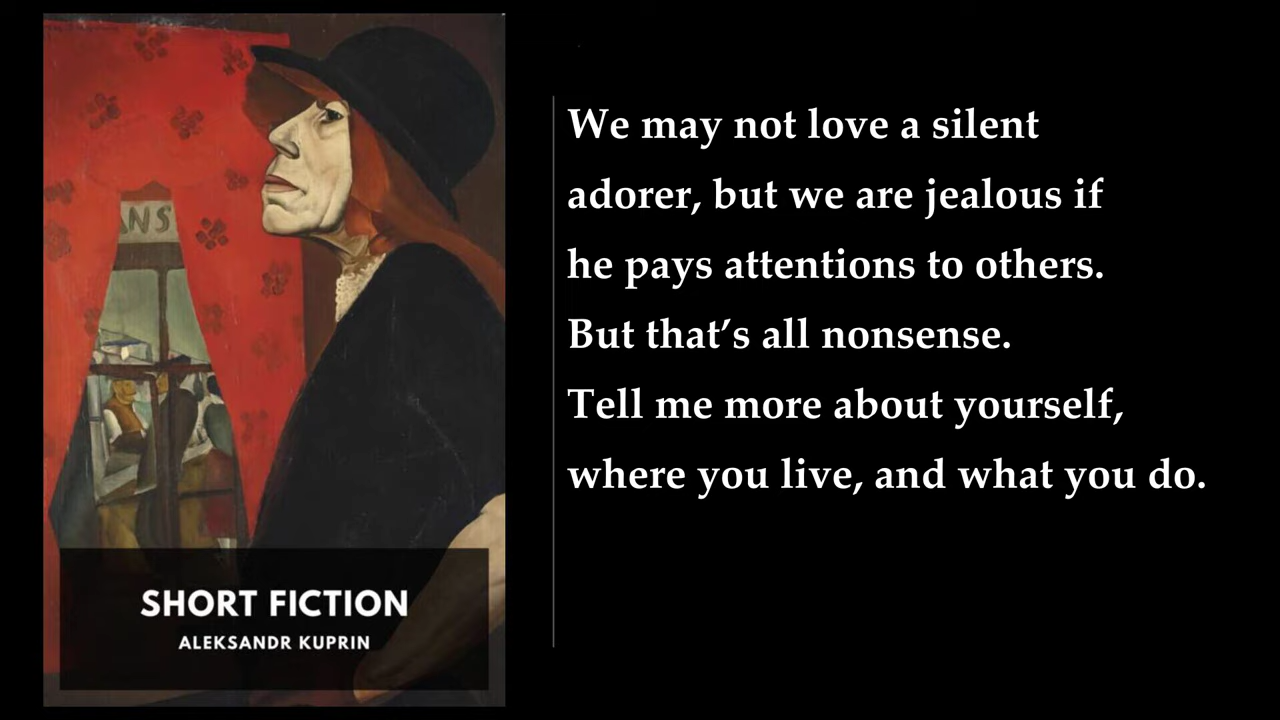 ANS
SHORT FICTION
ALEKSANDR KUPRIN
We may not love a silent
adorer, but we are jealous if
he pays attentions to others.
But that’s all nonsense.
Tell me more about yourself,
where you live, and what you do.